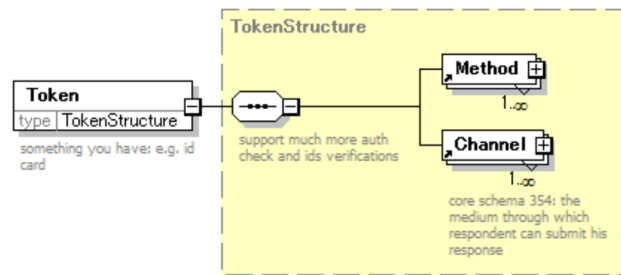 TokenStructure
Token
type TokenStructure
something you have: e.g. id
card
support much more auth
check and ids verifications
Method
1..∞
Channel
1..∞
core schema 354: the
medium through which
respondent can submit his
response